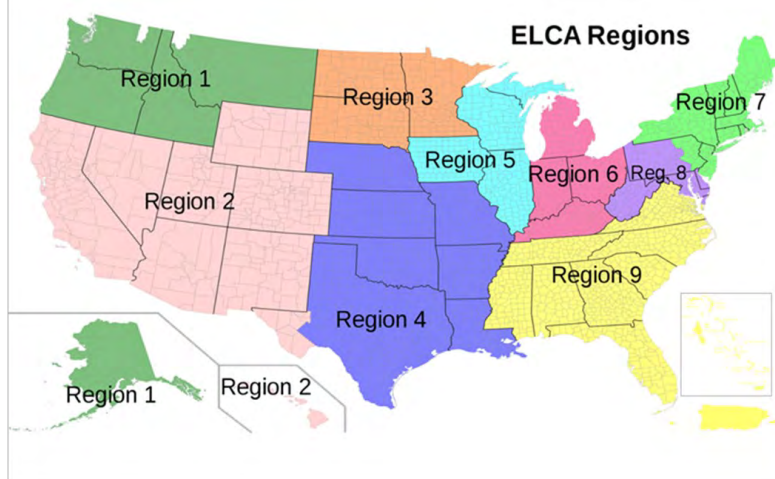 ELCA Regions
Region 1
Region 3
Region 7
Region 5
Region 6
Reg. 8
Region 2
Region 9
Region 4
Region 1
Region 2